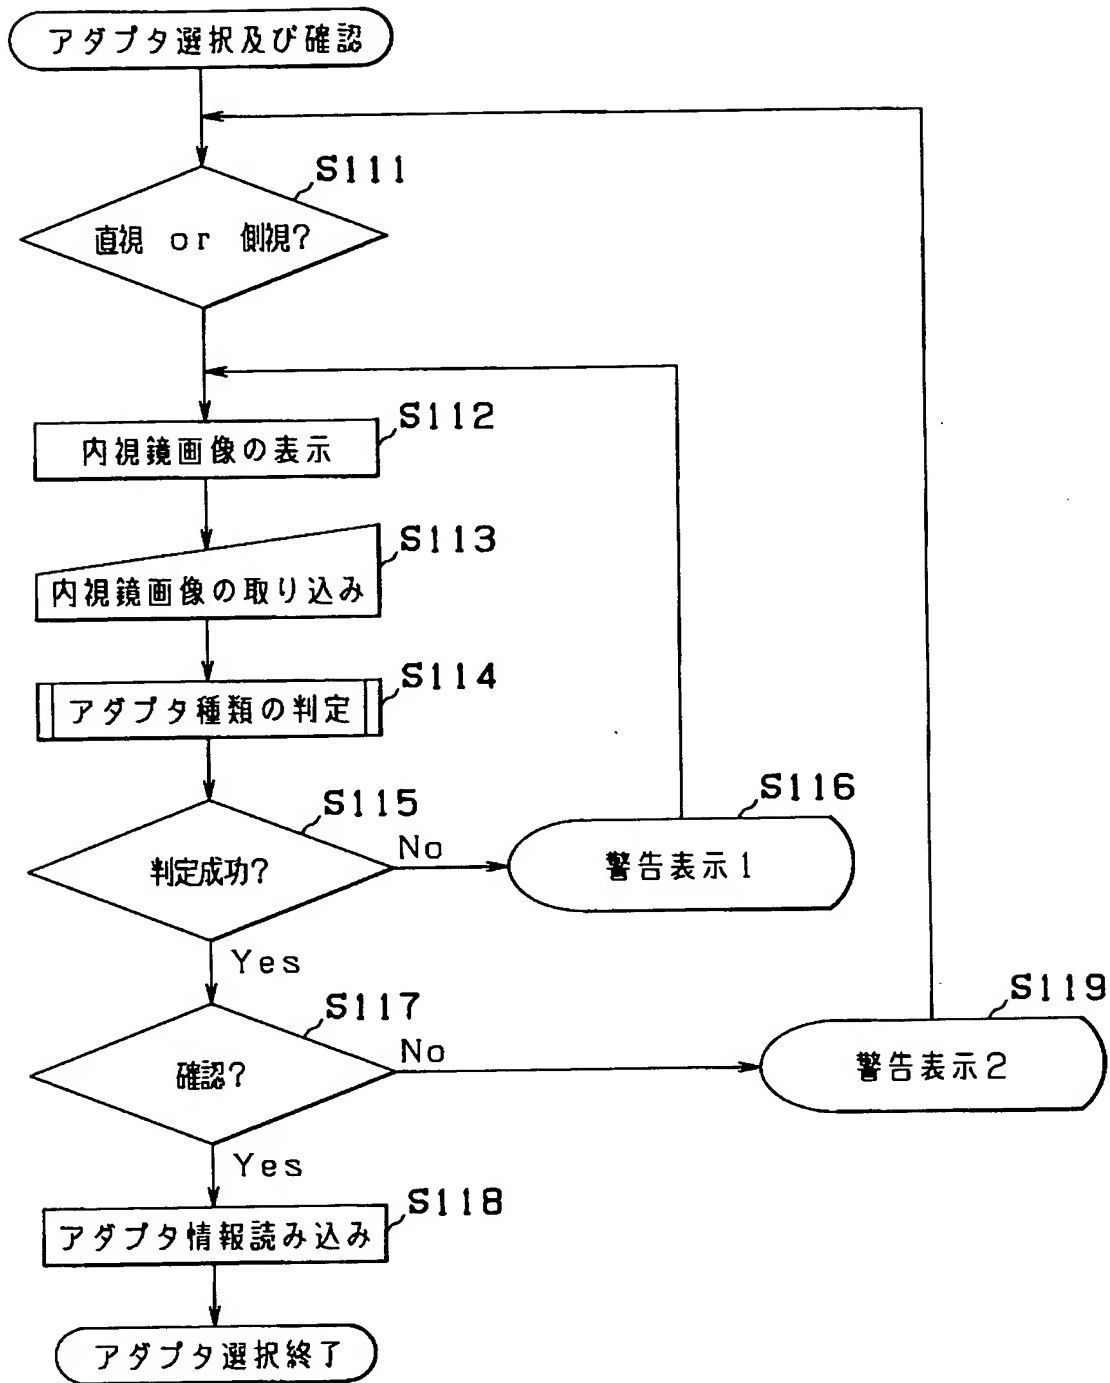 アダプタ選択及び確認
S111
直視 or 側視?
S112
内視鏡画像の表示
S113
内視鏡画像の取り込み
S114
アダプタ種類の判定
S115
判定成功?
No
S116
警告表示1
Yes
S117
確認?
No
S119
警告表示2
Yes
S118
アダプタ情報読み込み
アダプタ選択終了